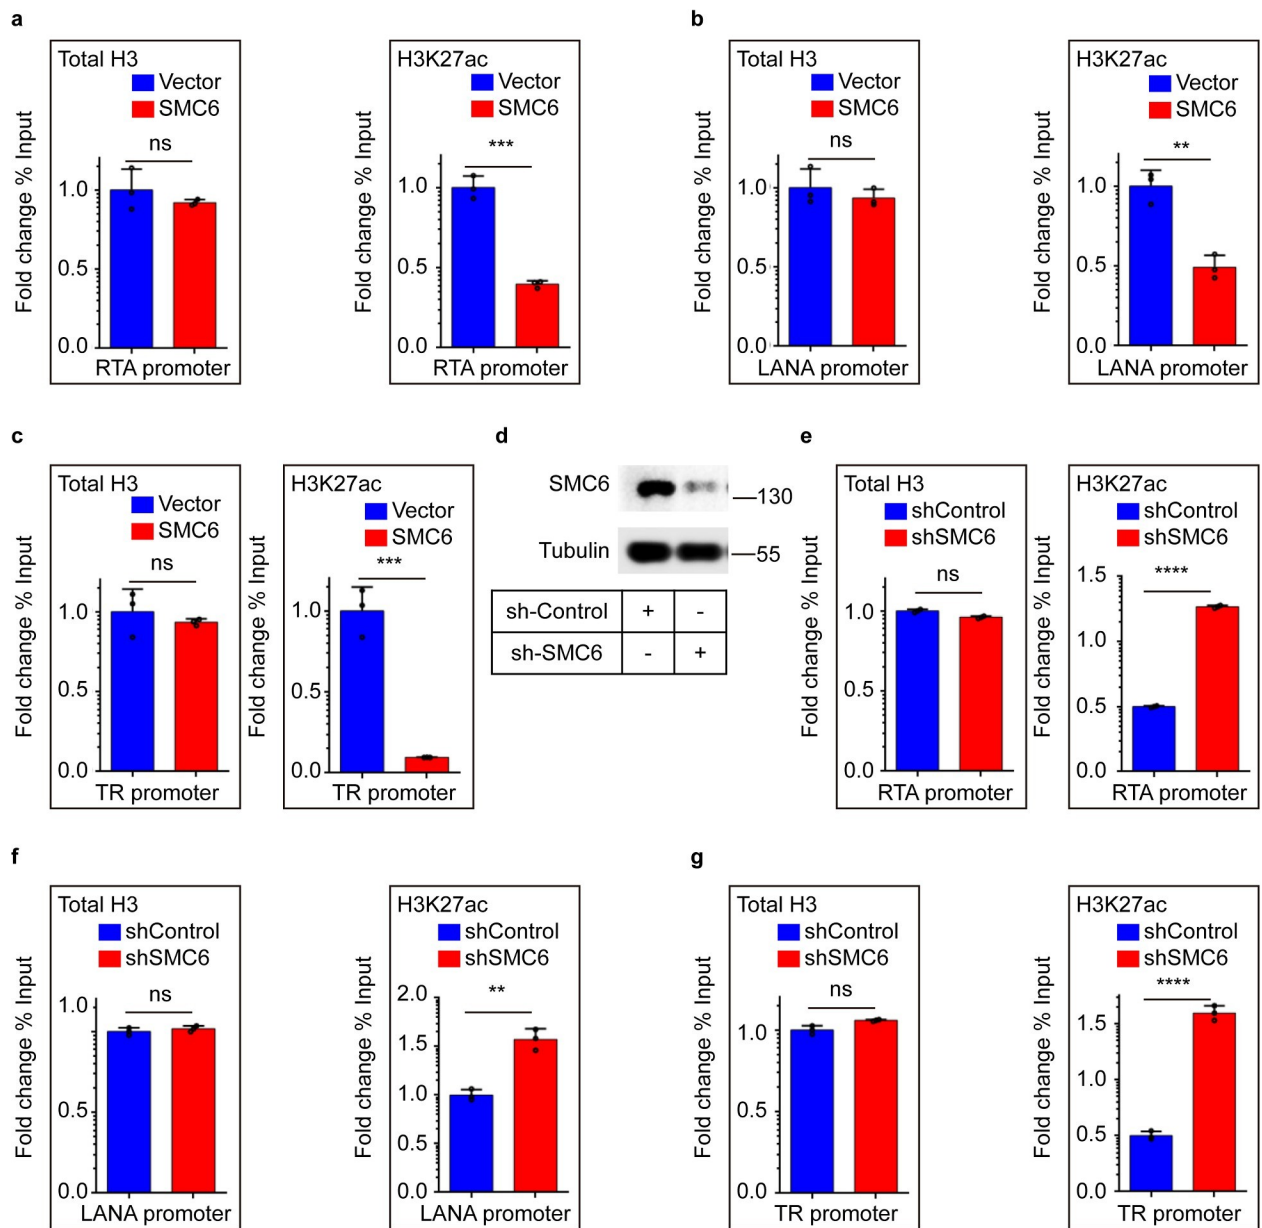 a
Total H3
Vector
SMC6
ns
Fold change % Input
1.0
0.5
0.0
RTA promoter
H3K27ac
Vector
SMC6
***
Fold change % Input
1.0
0.5
0.0
RTA promoter
b
Total H3
Vector
SMC6
ns
Fold change % Input
1.0
0.5
0.0
LANA promoter
H3K27ac
Vector
SMC6
**
Fold change % Input
1.0
0.5
0.0
LANA promoter
c
Total H3
Vector
SMC6
ns
Fold change % Input
1.0
0.5
0.0
TR promoter
H3K27ac
Vector
SMC6
***
Fold change % Input
1.0
0.5
0.0
TR promoter
d
SMC6
—130
Tubulin
—55
sh-Control + -
sh-SMC6 - +
e
Total H3
shControl
shSMC6
ns
Fold change % Input
1.0
0.5
0.0
RTA promoter
H3K27ac
shControl
shSMC6
****
Fold change % Input
1.5
1.0
0.5
0.0
RTA promoter
f
Total H3
shControl
shSMC6
ns
Fold change % Input
1.0
0.5
0.0
LANA promoter
H3K27ac
shControl
shSMC6
**
Fold change % Input
2.0
1.5
1.0
0.5
0.0
LANA promoter
g
Total H3
shControl
shSMC6
ns
Fold change % Input
1.0
0.5
0.0
TR promoter
H3K27ac
shControl
shSMC6
****
Fold change % Input
1.5
1.0
0.5
0.0
TR promoter